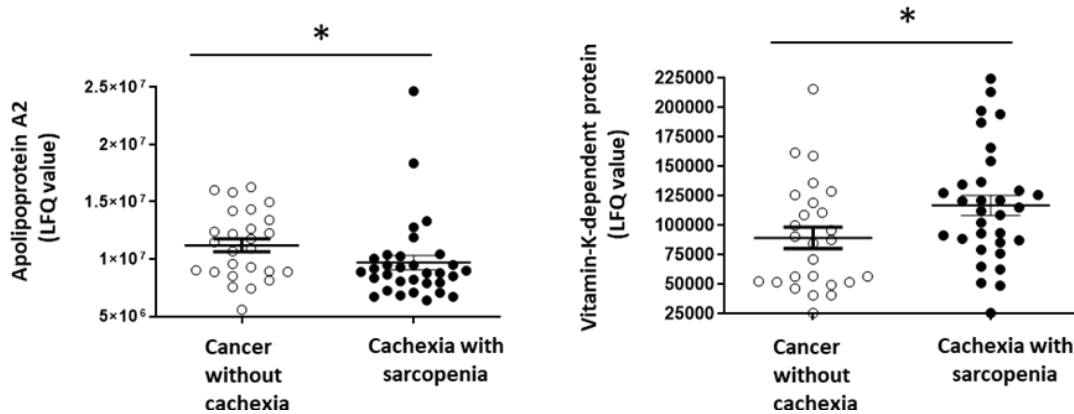 *
Apolipoprotein A2
(LFQ value)
2.5×10⁷
2×10⁷
1.5×10⁷
1×10⁷
5×10⁶
Cancer
without
cachexia
Cachexia with
sarcopenia
*
Vitamin-K-dependent protein
(LFQ value)
225000
200000
175000
150000
125000
100000
75000
50000
25000
Cancer
without
cachexia
Cachexia with
sarcopenia